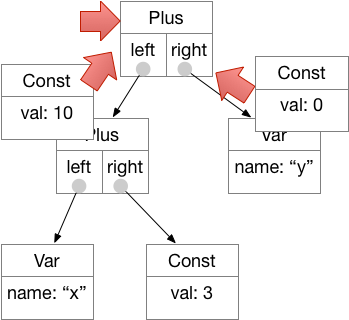 Plus
left right
Const
val: 10
Const
val: 0
Plus
left right
Var
name: “y”
Var
name: “x”
Const
val: 3